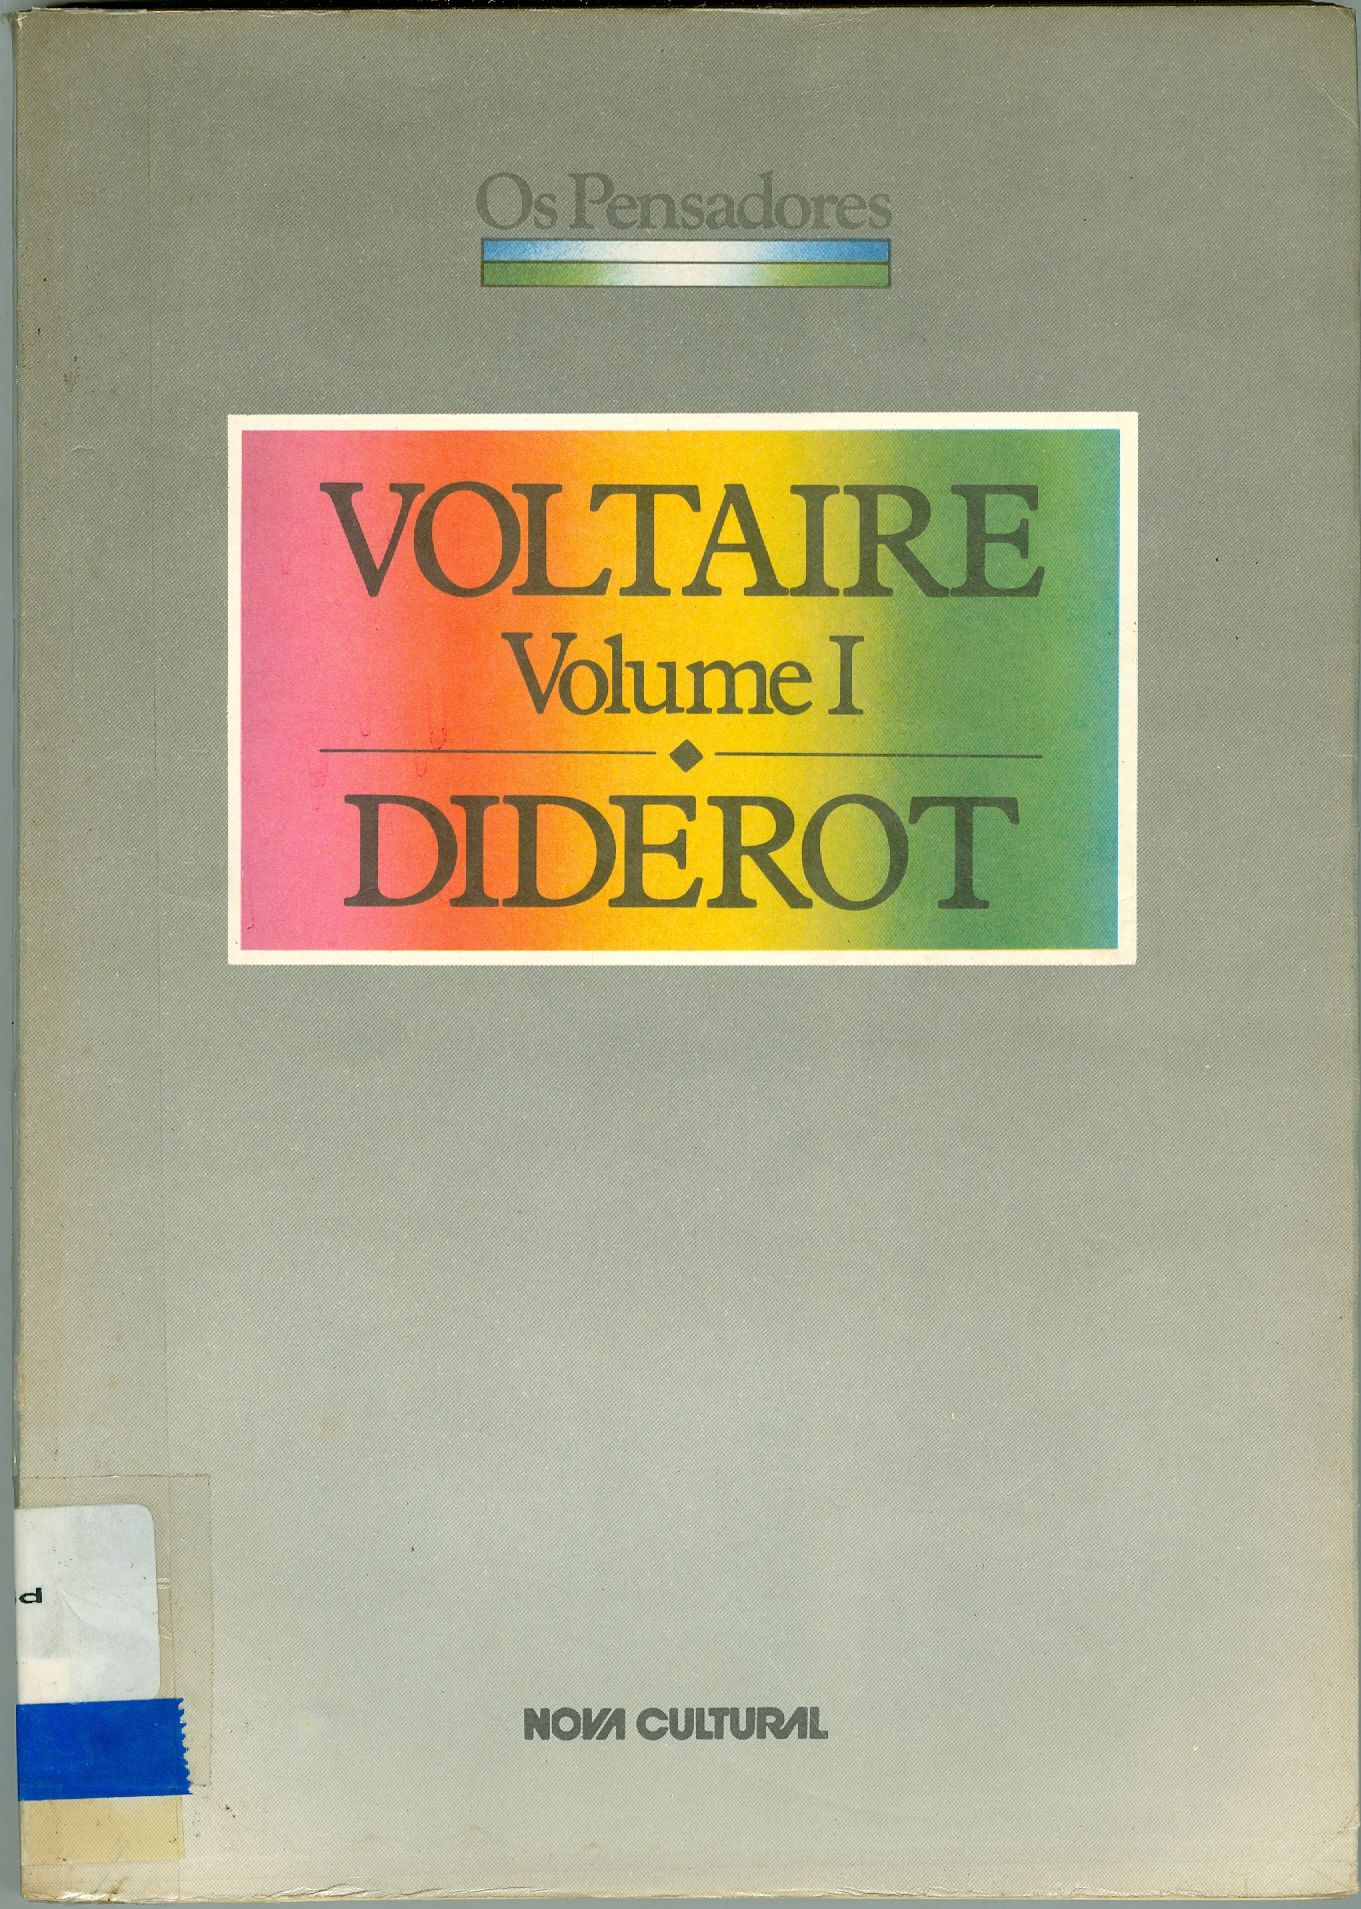 Os Pensadores
VOLTAIRE
Volume I
DIDEROT
d
NOVA CULTURAL